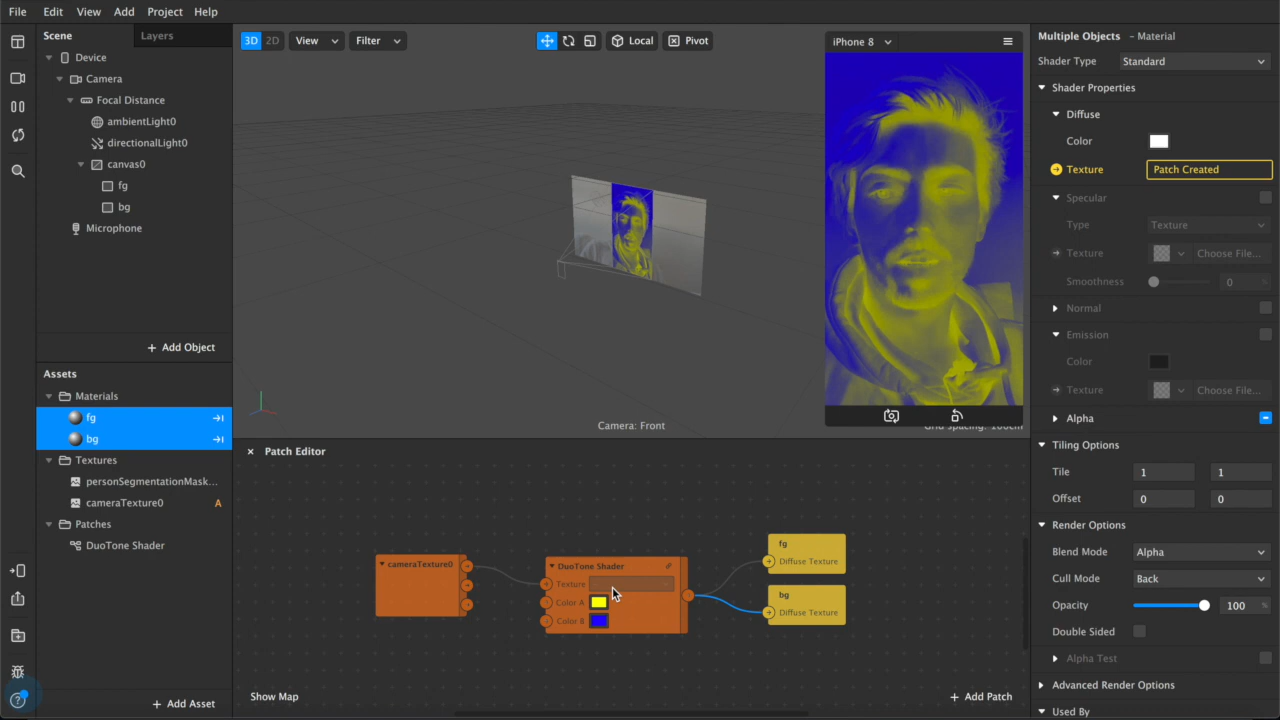 File Edit View Add Project Help
Scene Layers
Device
Camera
Focal Distance
ambientLight0
directionalLight0
canvas0
fg
bg
Microphone
+ Add Object
Assets
Materials
fg
bg
Textures
personSegmentationMask...
cameraTexture0 A
Patches
DuoTone Shader
+ Add Asset
3D 2D View Filter Local Pivot
iPhone 8
Camera: Front
Patch Editor
cameraTexture0
DuoTone Shader
Texture
Color A
Color B
fg
Diffuse Texture
bg
Diffuse Texture
Show Map
+ Add Patch
Multiple Objects - Material
Shader Type Standard
Shader Properties
Diffuse
Color
Texture Patch Created
Specular
Type Texture
Texture Choose File...
Smoothness 0 %
Normal
Emission
Color
Texture Choose File...
Alpha
Tiling Options
Tile 1 1
Offset 0 0
Render Options
Blend Mode Alpha
Cull Mode Back
Opacity 100 %
Double Sided
Alpha Test
Advanced Render Options
Used By